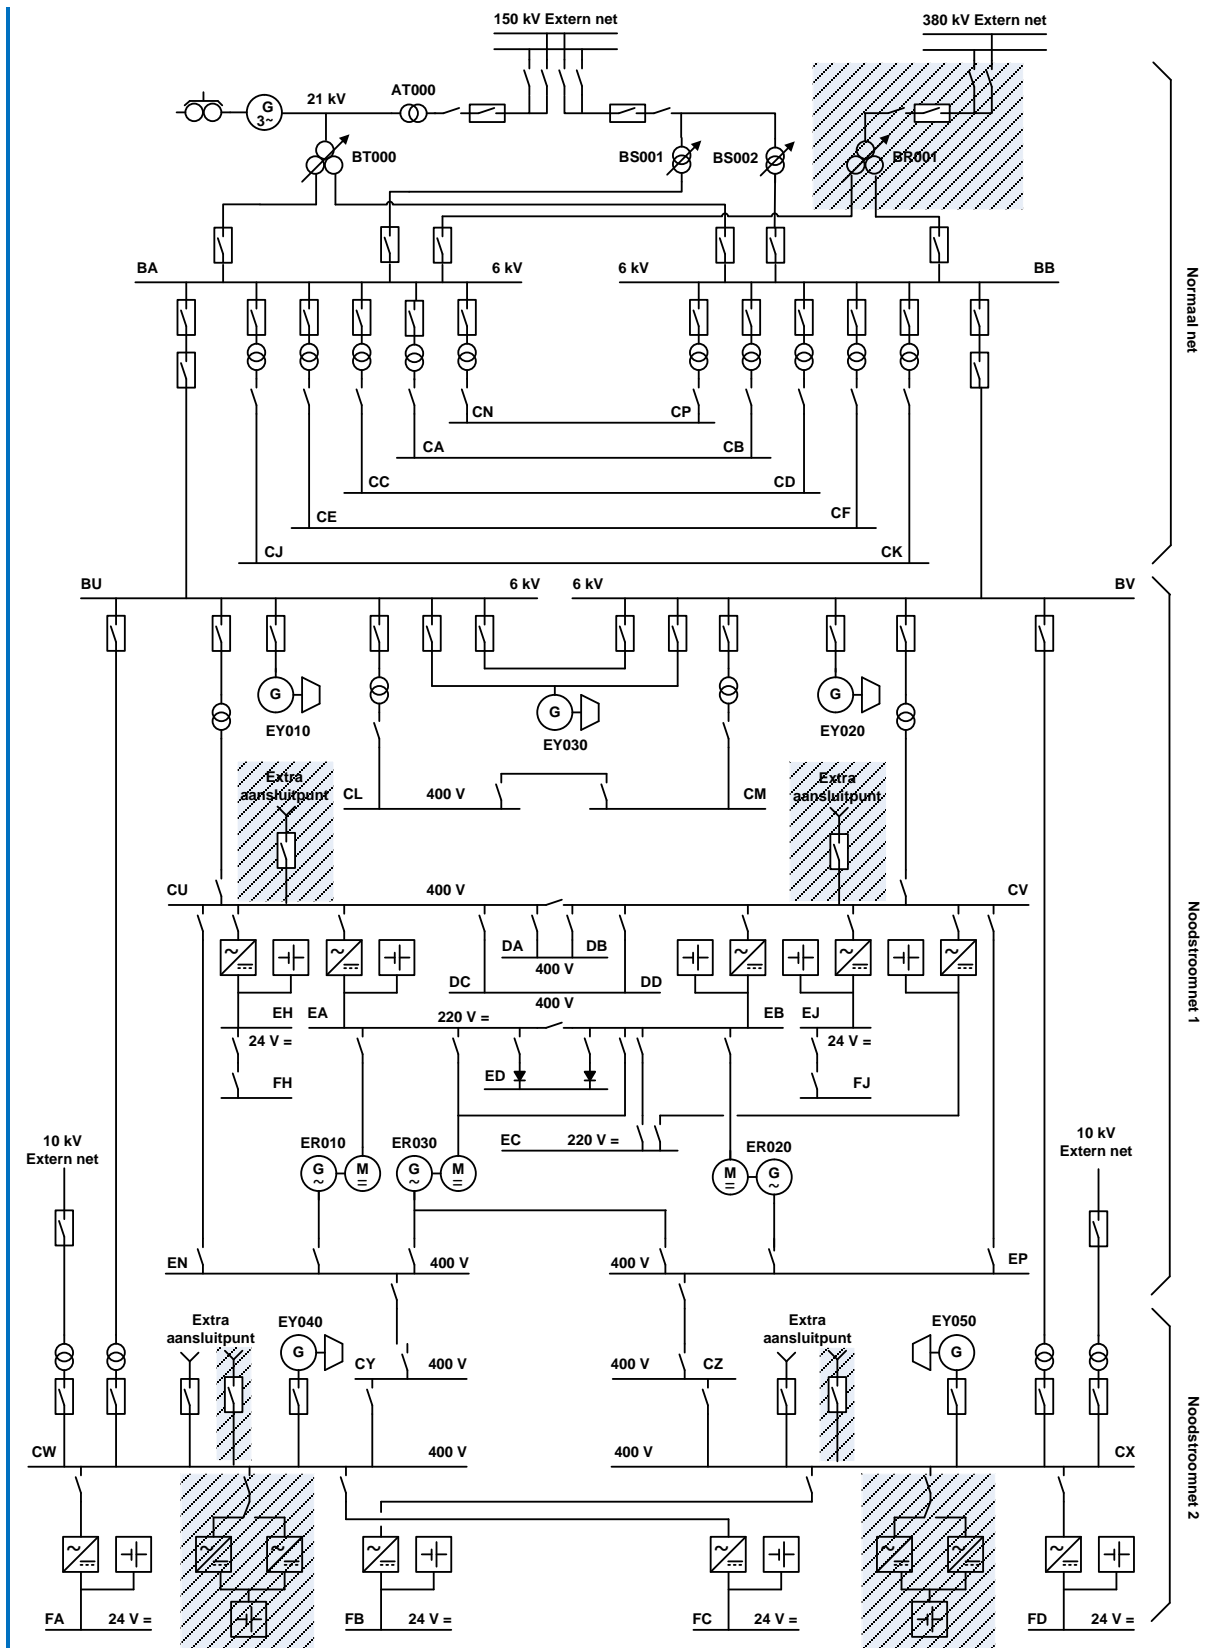 150 kV Extern net
380 kV Extern net
AT000
21 kV
G
3~
BT000
BS001
BS002
BR001
BA
6 kV
6 kV
BB
Normaal net
CN
CP
CA
CB
CC
CD
CE
CF
CJ
CK
BU
6 kV
6 kV
BV
G
G
G
EY010
EY030
EY020
Extra
aansluitpunt
Extra
aansluitpunt
CL
400 V
CM
CU
400 V
CV
Noodstroomnet 1
DA
DB
400 V
DC
DD
400 V
EH
EA
220 V =
EB
EJ
24 V =
24 V =
FH
ED
FJ
10 kV
Extern net
EC
220 V =
10 kV
Extern net
ER010
ER030
ER020
G
~
M
=
G
~
M
=
M
=
G
~
EN
400 V
400 V
EP
Extra
aansluitpunt
EY040
G
Extra
aansluitpunt
EY050
G
CY
400 V
400 V
CZ
Noodstroomnet 2
CW
400 V
400 V
CX
FA
24 V =
FB
24 V =
FC
24 V =
FD
24 V =